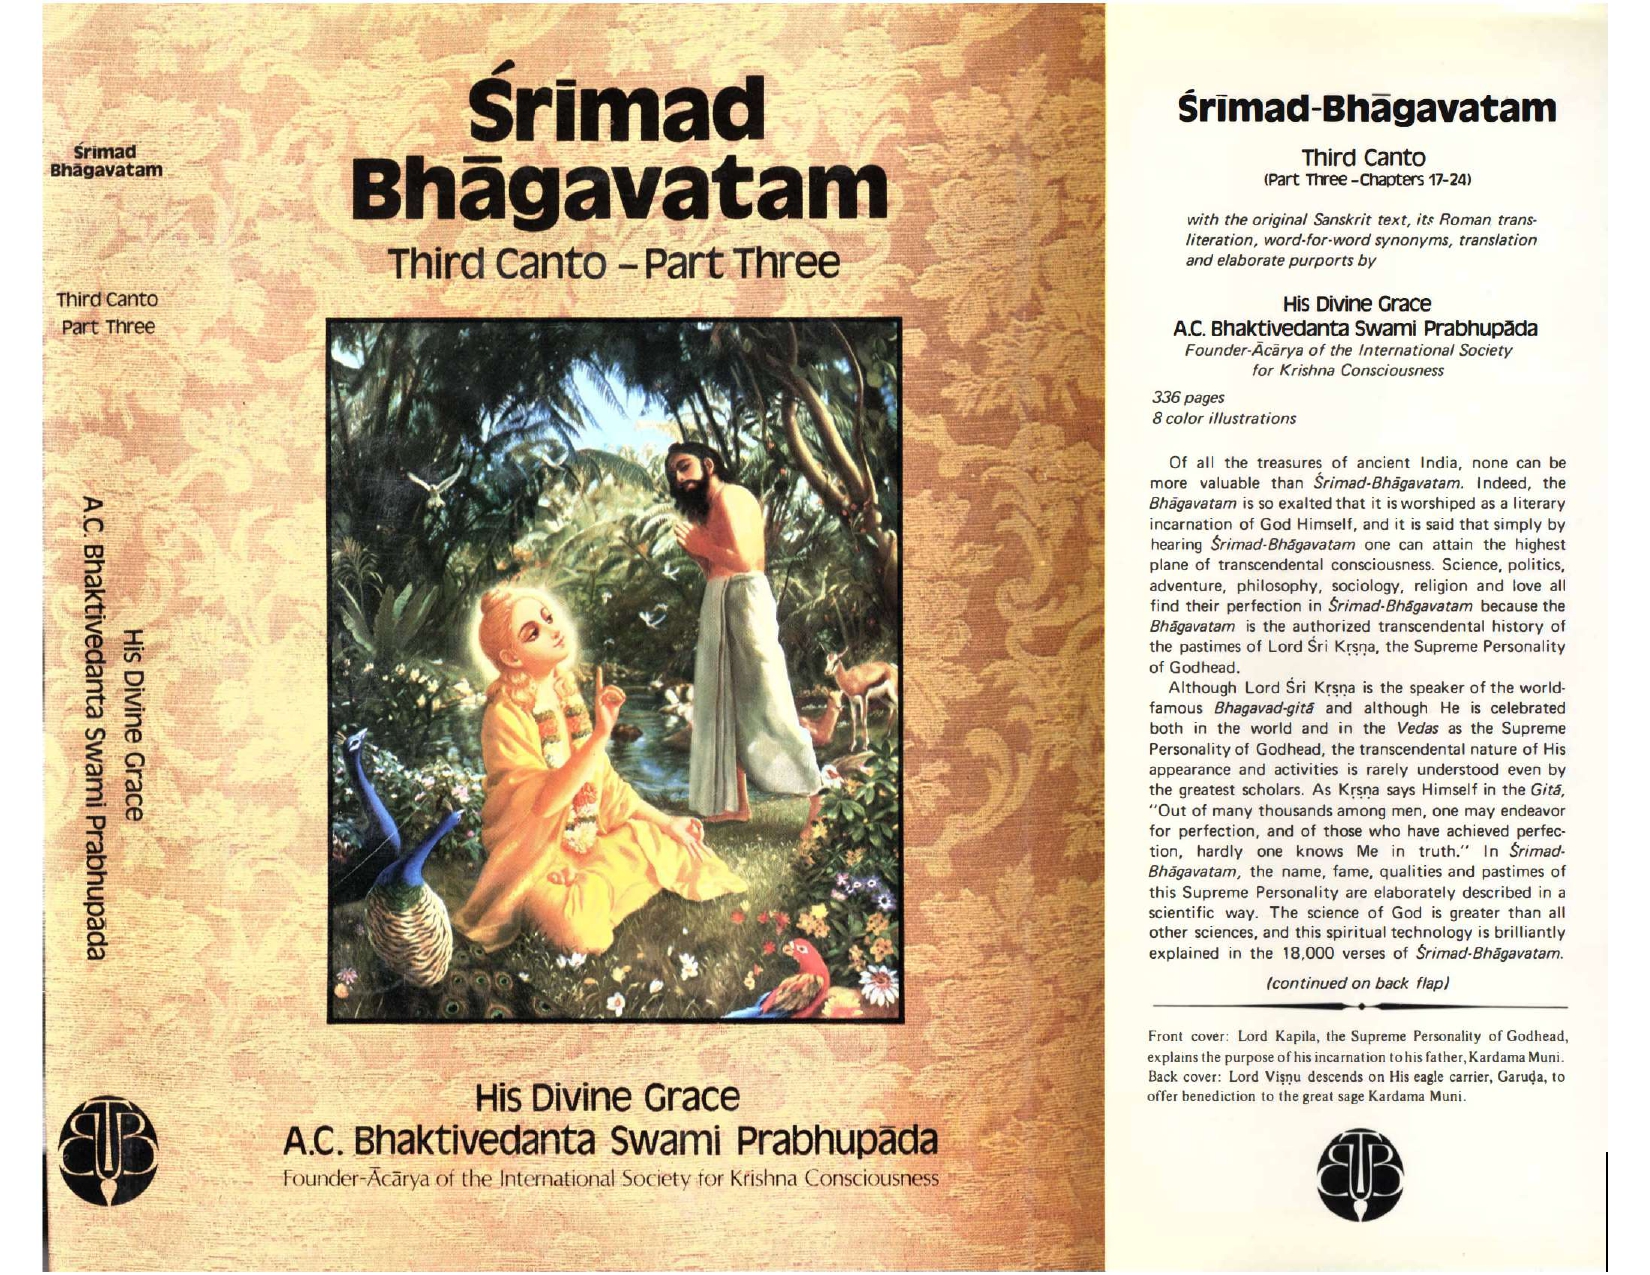 Śrīmad
Bhāgavatam
Third Canto
Part Three
His Divine Grace
A.C. Bhaktivedanta Swami Prabhupāda
Śrīmad
Bhāgavatam
Third Canto – Part Three
His Divine Grace
A.C. Bhaktivedanta Swami Prabhupāda
Founder-Ācārya of the International Society for Krishna Consciousness
Śrīmad-Bhāgavatam
Third Canto
(Part Three – Chapters 17-24)
with the original Sanskrit text, its Roman trans-
literation, word-for-word synonyms, translation
and elaborate purports by
His Divine Grace
A.C. Bhaktivedanta Swami Prabhupāda
Founder-Ācārya of the International Society
for Krishna Consciousness
336 pages
8 color illustrations
Of all the treasures of ancient India, none can be
more valuable than Śrīmad-Bhāgavatam. Indeed, the
Bhāgavatam is so exalted that it is worshiped as a literary
incarnation of God Himself, and it is said that simply by
hearing Śrīmad-Bhāgavatam one can attain the highest
plane of transcendental consciousness. Science, politics,
adventure, philosophy, sociology, religion and love all
find their perfection in Śrīmad-Bhāgavatam because the
Bhāgavatam is the authorized transcendental history of
the pastimes of Lord Śrī Kṛṣṇa, the Supreme Personality
of Godhead.
Although Lord Śrī Kṛṣṇa is the speaker of the world-
famous Bhagavad-gītā and although He is celebrated
both in the world and in the Vedas as the Supreme
Personality of Godhead, the transcendental nature of His
appearance and activities is rarely understood even by
the greatest scholars. As Kṛṣṇa says Himself in the Gītā,
"Out of many thousands among men, one may endeavor
for perfection, and of those who have achieved perfec-
tion, hardly one knows Me in truth." In Śrīmad-
Bhāgavatam, the name, fame, qualities and pastimes of
this Supreme Personality are elaborately described in a
scientific way. The science of God is greater than all
other sciences, and this spiritual technology is brilliantly
explained in the 18,000 verses of Śrīmad-Bhāgavatam.
(continued on back flap)
Front cover: Lord Kapila, the Supreme Personality of Godhead,
explains the purpose of his incarnation to his father, Kardama Muni.
Back cover: Lord Viṣṇu descends on His eagle carrier, Garuḍa, to
offer benediction to the great sage Kardama Muni.
BBT
BBT